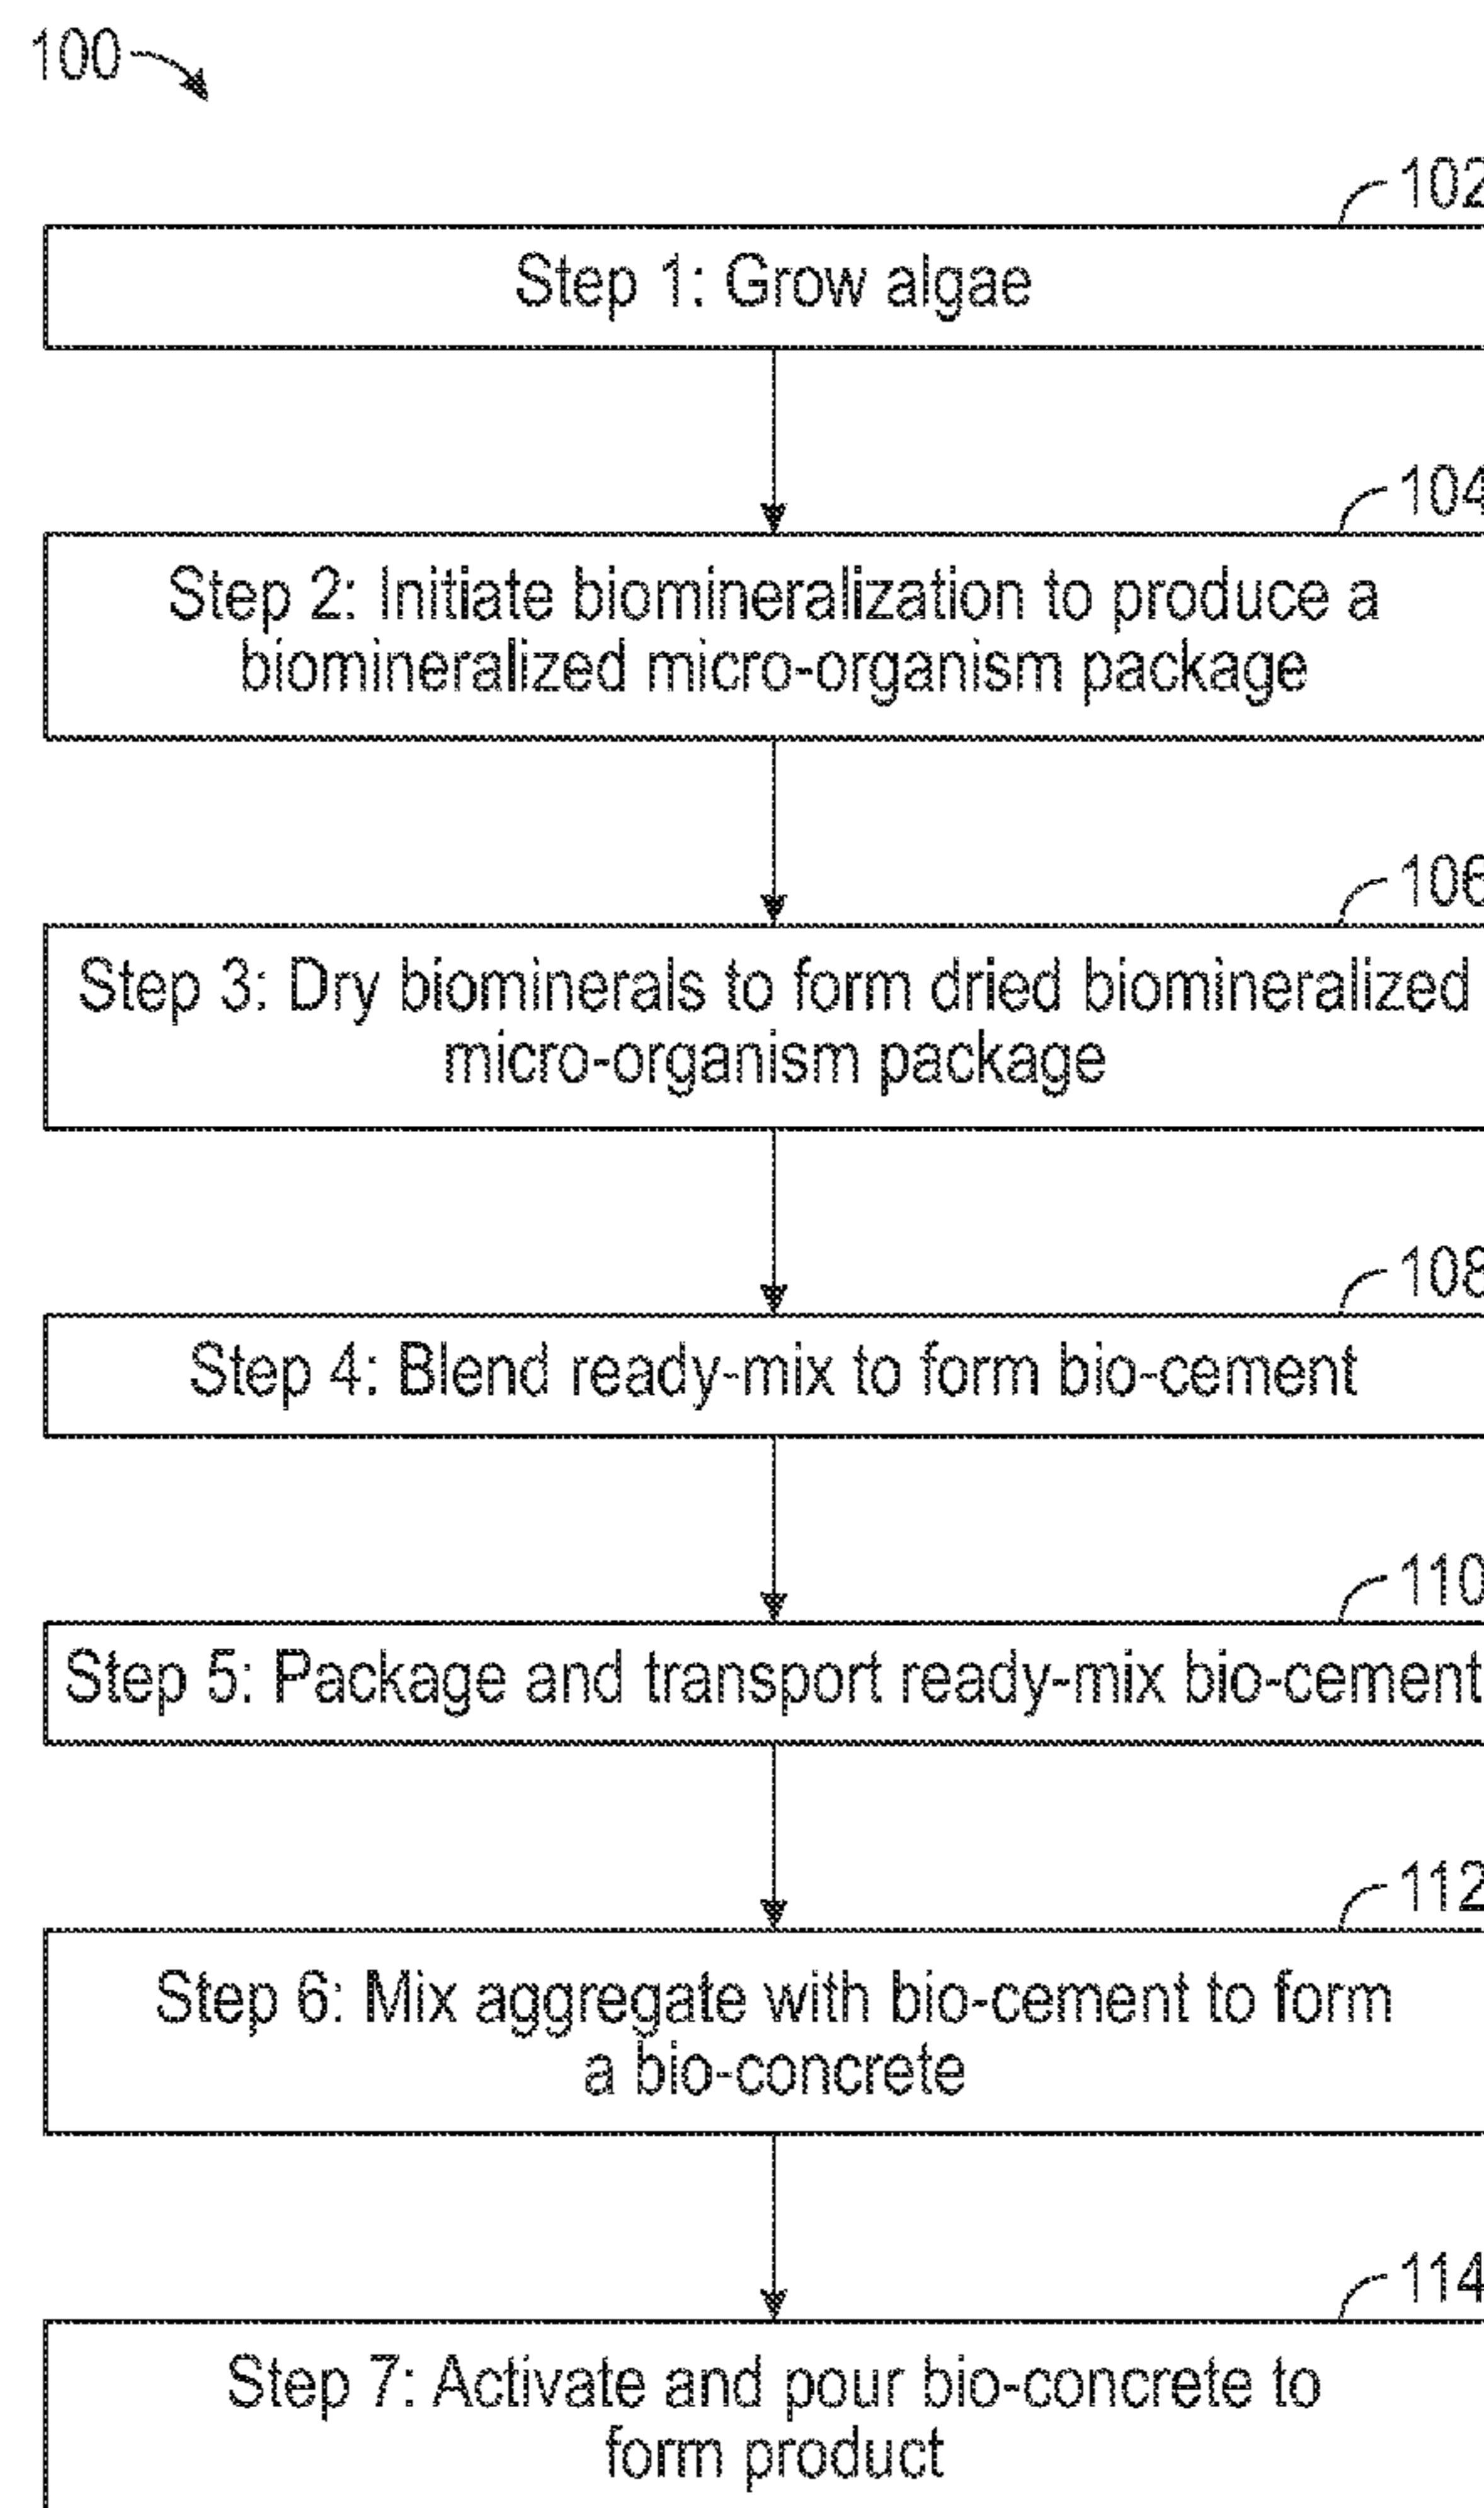 100
102
Step 1: Grow algae
104
Step 2: Initiate biomineralization to produce a
biomineralized micro-organism package
106
Step 3: Dry biominerals to form dried biomineralized
micro-organism package
108
Step 4: Blend ready-mix to form bio-cement
110
Step 5: Package and transport ready-mix bio-cement
112
Step 6: Mix aggregate with bio-cement to form
a bio-concrete
114
Step 7: Activate and pour bio-concrete to
form product